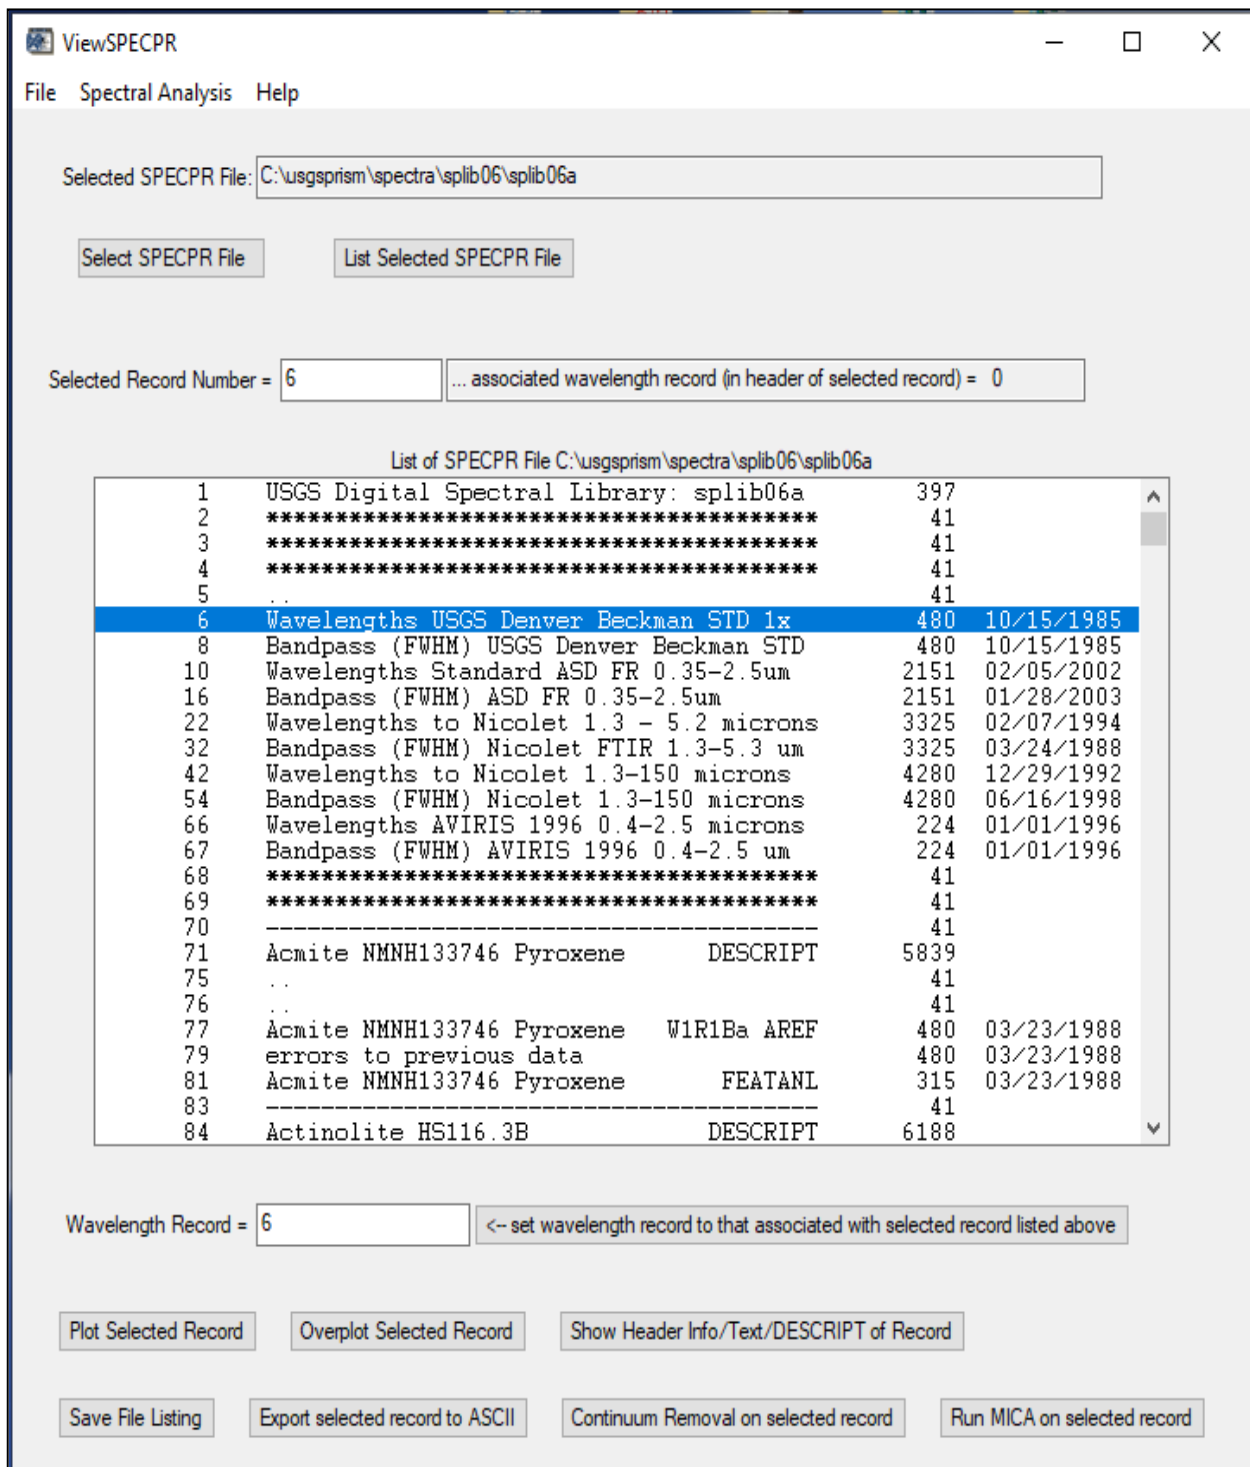 ViewSPECPR
File Spectral Analysis Help
Selected SPECPR File: C:\usgsprism\spectra\splib06\splib06a
Select SPECPR File List Selected SPECPR File
Selected Record Number = 6 ... associated wavelength record (in header of selected record) = 0
List of SPECPR File C:\usgsprism\spectra\splib06\splib06a
1 USGS Digital Spectral Library: splib06a 397
2 **************************************** 41
3 **************************************** 41
4 **************************************** 41
5 .. 41
6 Wavelengths USGS Denver Beckman STD 1x 480 10/15/1985
8 Bandpass (FWHM) USGS Denver Beckman STD 480 10/15/1985
10 Wavelengths Standard ASD FR 0.35-2.5um 2151 02/05/2002
16 Bandpass (FWHM) ASD FR 0.35-2.5um 2151 01/28/2003
22 Wavelengths to Nicolet 1.3 - 5.2 microns 3325 02/07/1994
32 Bandpass (FWHM) Nicolet FTIR 1.3-5.3 um 3325 03/24/1988
42 Wavelengths to Nicolet 1.3-150 microns 4280 12/29/1992
54 Bandpass (FWHM) Nicolet 1.3-150 microns 4280 06/16/1998
66 Wavelengths AVIRIS 1996 0.4-2.5 microns 224 01/01/1996
67 Bandpass (FWHM) AVIRIS 1996 0.4-2.5 um 224 01/01/1996
68 **************************************** 41
69 **************************************** 41
70 ---------------------------------------- 41
71 Acmite NMNH133746 Pyroxene DESCRIPT 5839
75 .. 41
76 .. 41
77 Acmite NMNH133746 Pyroxene W1R1Ba AREF 480 03/23/1988
79 errors to previous data 480 03/23/1988
81 Acmite NMNH133746 Pyroxene FEATANL 315 03/23/1988
83 ---------------------------------------- 41
84 Actinolite HS116.3B DESCRIPT 6188
Wavelength Record = 6 <-- set wavelength record to that associated with selected record listed above
Plot Selected Record Overplot Selected Record Show Header Info/Text/DESCRIPT of Record
Save File Listing Export selected record to ASCII Continuum Removal on selected record Run MICA on selected record